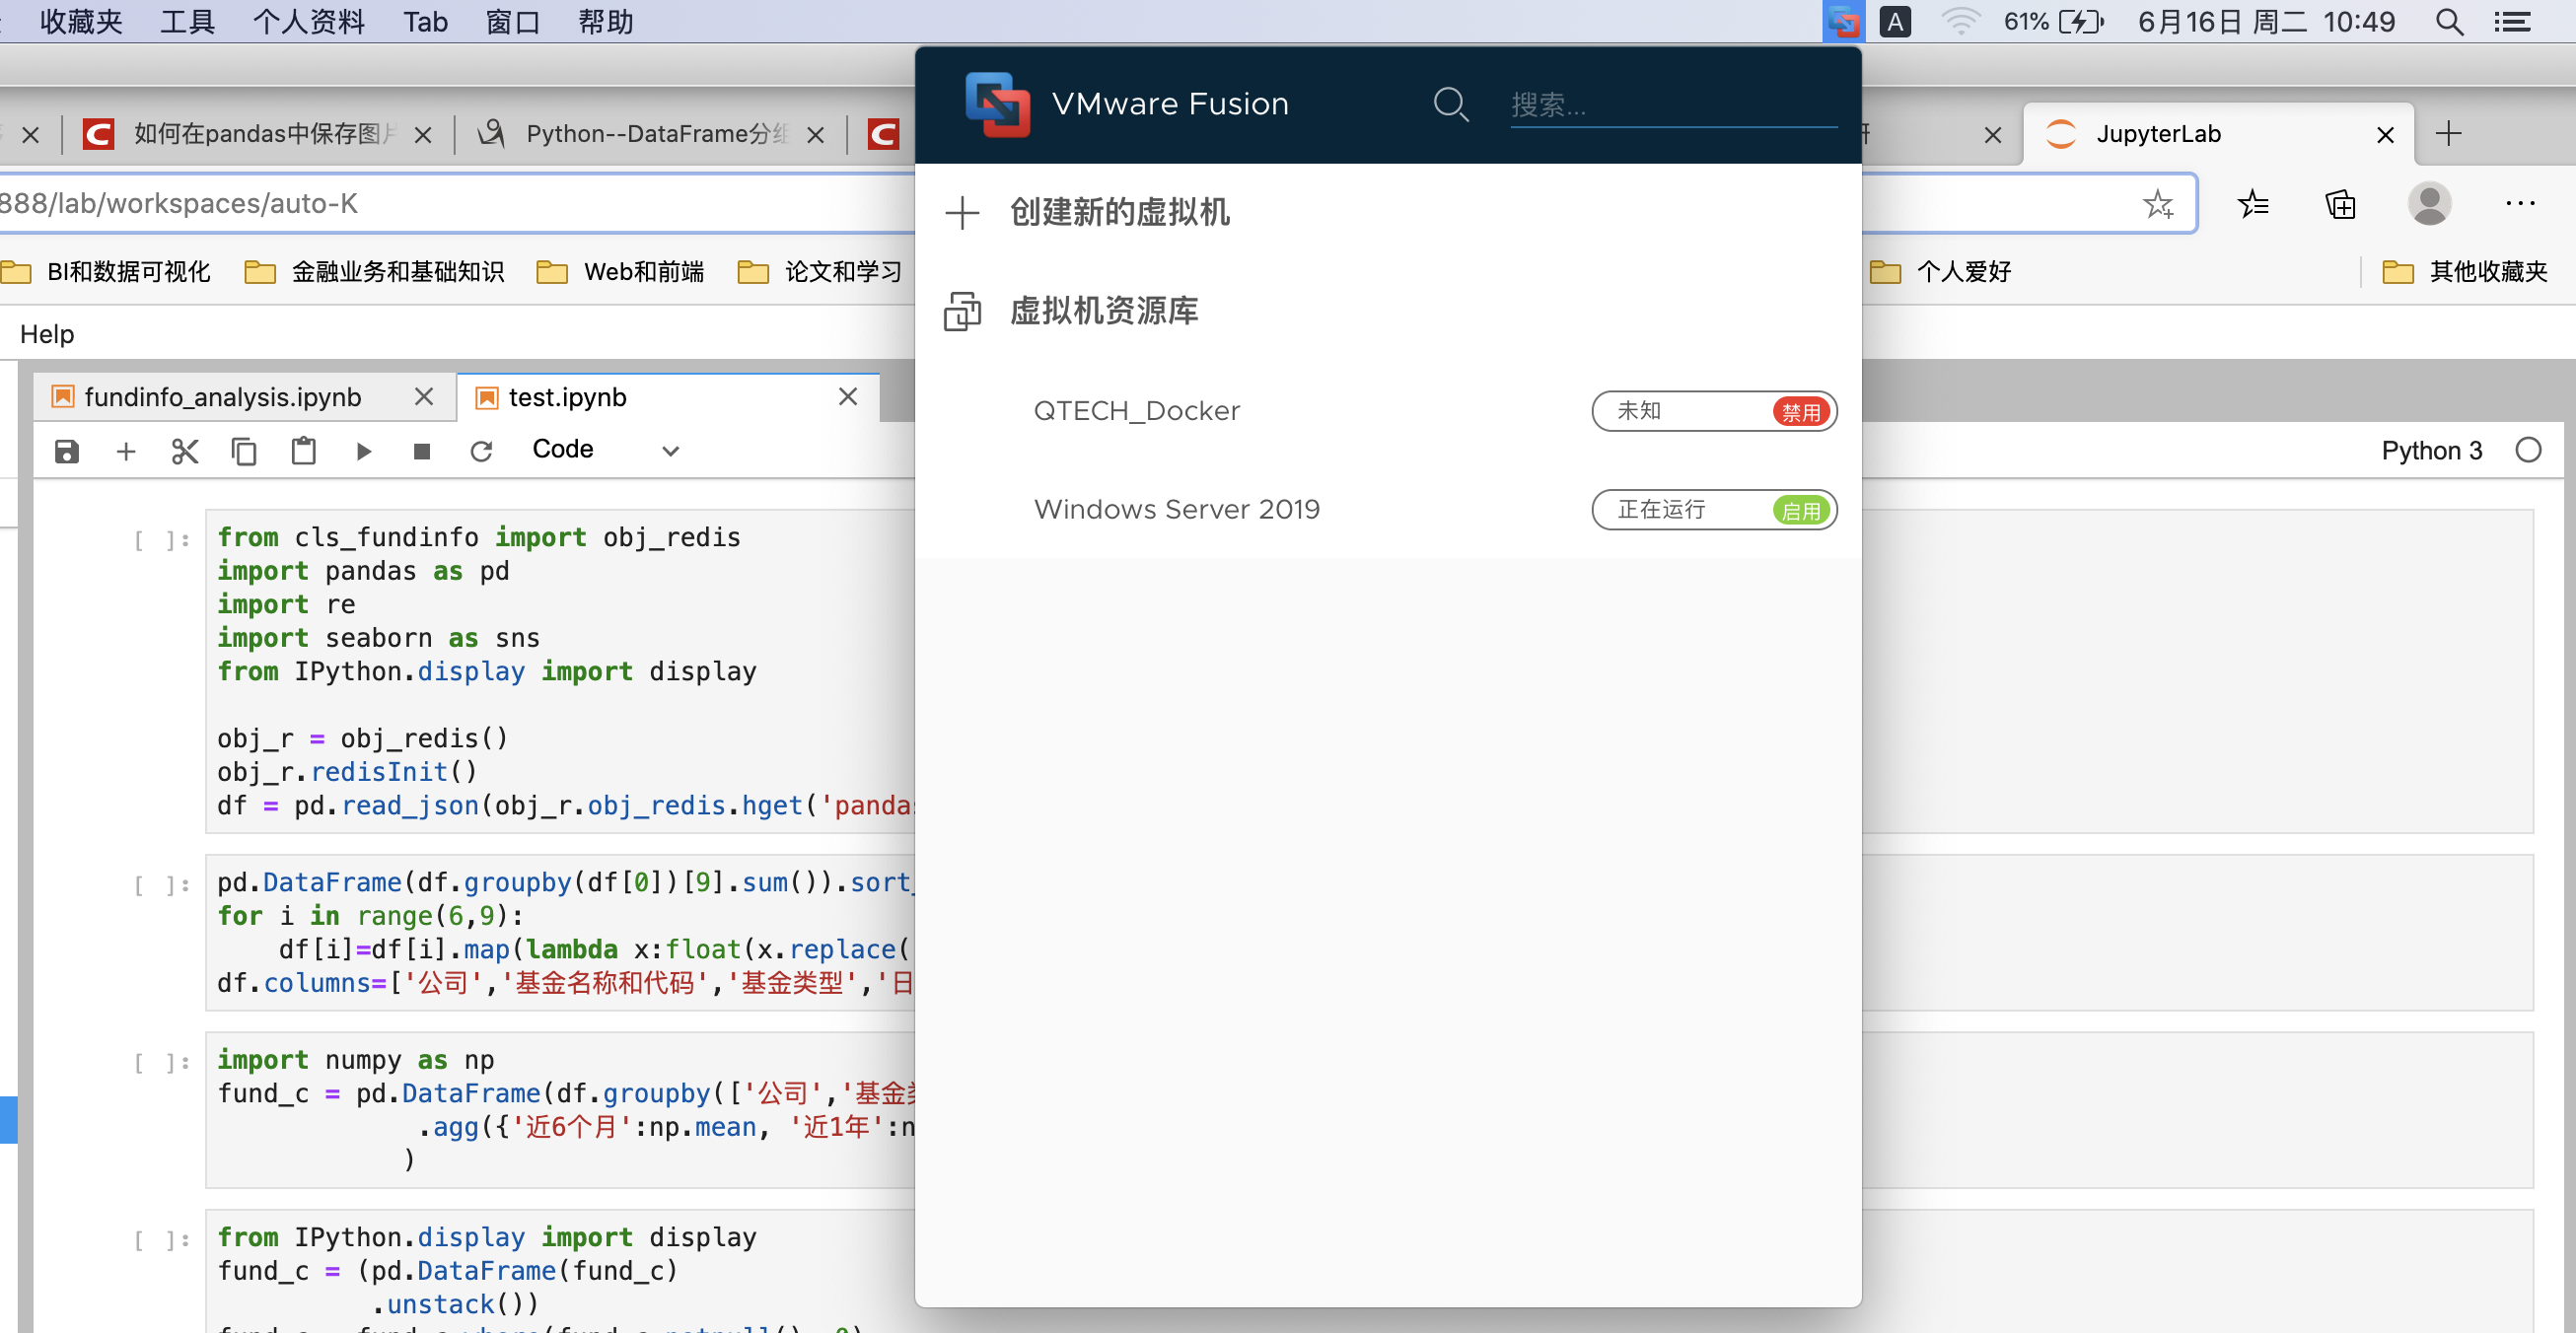 收藏夹 工具 个人资料 Tab 窗口 帮助 A 61% 6月16日 周二 10:49
如何在pandas中保存图片 Python--DataFrame分组 JupyterLab
VMware Fusion 搜索...
888/lab/workspaces/auto-K
创建新的虚拟机
BI和数据可视化 金融业务和基础知识 Web和前端 论文和学习 个人爱好 其他收藏夹
虚拟机资源库
Help
fundinfo_analysis.ipynb test.ipynb
QTECH_Docker 未知 禁用
Code Python 3
Windows Server 2019 正在运行 启用
[ ]: from cls_fundinfo import obj_redis
import pandas as pd
import re
import seaborn as sns
from IPython.display import display
obj_r = obj_redis()
obj_r.redisInit()
df = pd.read_json(obj_r.obj_redis.hget('pandas
[ ]: pd.DataFrame(df.groupby(df[0])[9].sum()).sort_
for i in range(6,9):
df[i]=df[i].map(lambda x:float(x.replace(
df.columns=['公司','基金名称和代码','基金类型','日
[ ]: import numpy as np
fund_c = pd.DataFrame(df.groupby(['公司','基金类
.agg({'近6个月':np.mean, '近1年':n
)
[ ]: from IPython.display import display
fund_c = (pd.DataFrame(fund_c)
.unstack())